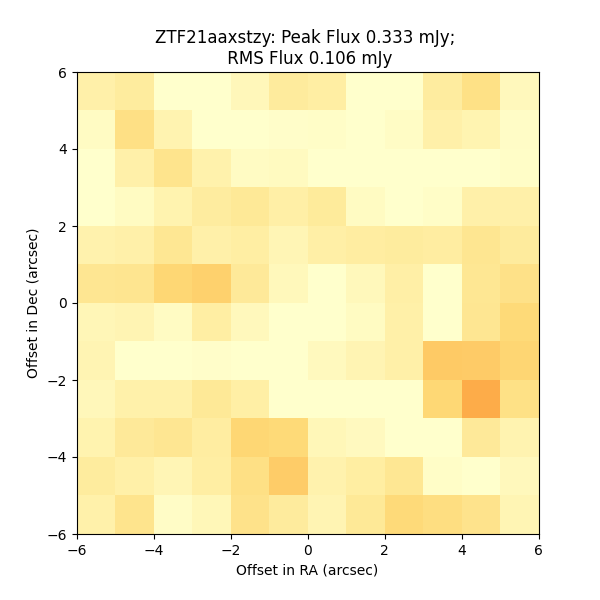 ZTF21aaxstzy: Peak Flux 0.333 mJy;
RMS Flux 0.106 mJy
6
4
2
0
−2
−4
−6
Offset in Dec (arcsec)
−6 −4 −2 0 2 4 6
Offset in RA (arcsec)